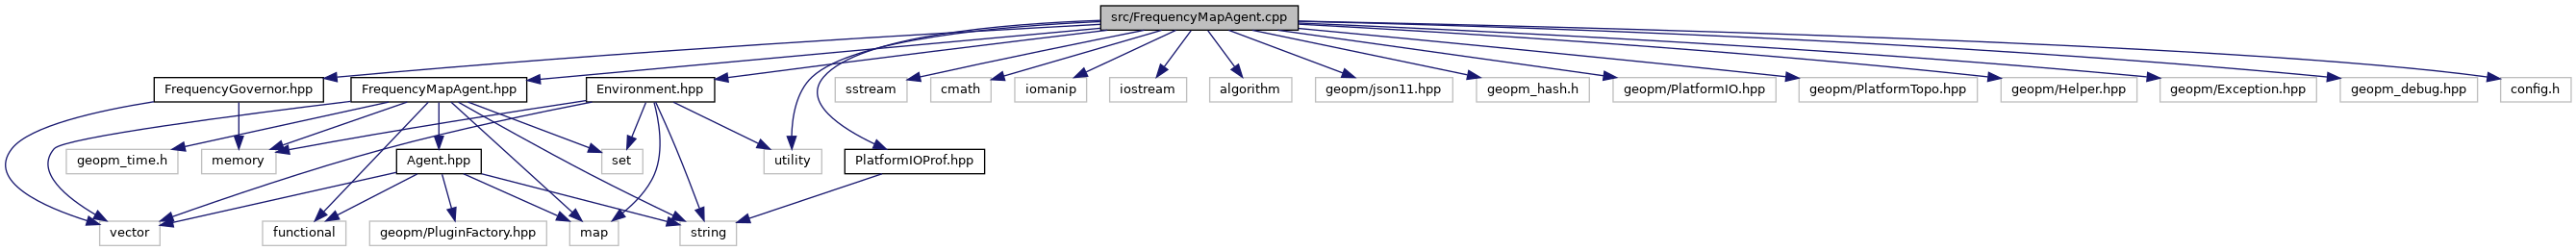 src/FrequencyMapAgent.cpp
FrequencyGovernor.hpp
FrequencyMapAgent.hpp
Environment.hpp
sstream
cmath
iomanip
iostream
algorithm
geopm/json11.hpp
geopm_hash.h
geopm/PlatformIO.hpp
geopm/PlatformTopo.hpp
geopm/Helper.hpp
geopm/Exception.hpp
geopm_debug.hpp
config.h
geopm_time.h
memory
Agent.hpp
set
utility
PlatformIOProf.hpp
vector
functional
geopm/PluginFactory.hpp
map
string